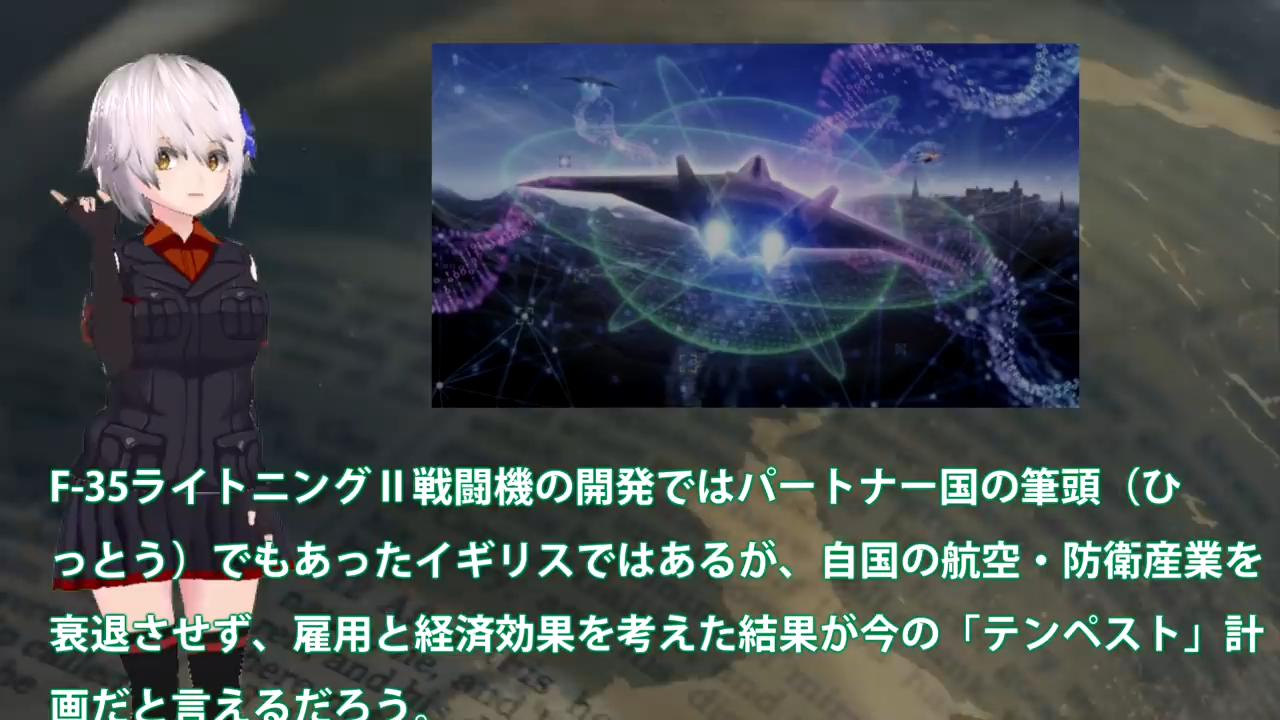 F-35ライトニングⅡ戦闘機の開発ではパートナー国の筆頭（ひ
っとう）でもあったイギリスではあるが、自国の航空・防衛産業を
衰退させず、雇用と経済効果を考えた結果が今の「テンペスト」計
画だと言えるだろう。